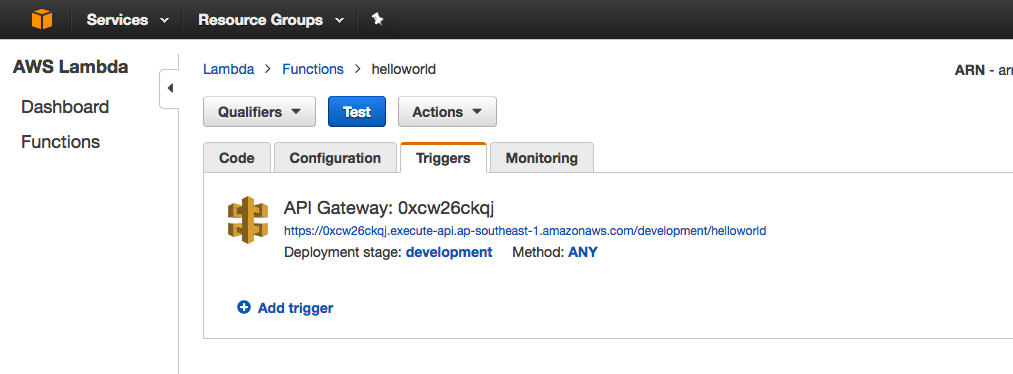 Services Resource Groups
AWS Lambda
Lambda > Functions > helloworld
ARN - ar
Dashboard
Functions
Qualifiers Test Actions
Code Configuration Triggers Monitoring
API Gateway: 0xcw26ckqj
https://0xcw26ckqj.execute-api.ap-southeast-1.amazonaws.com/development/helloworld
Deployment stage: development Method: ANY
Add trigger